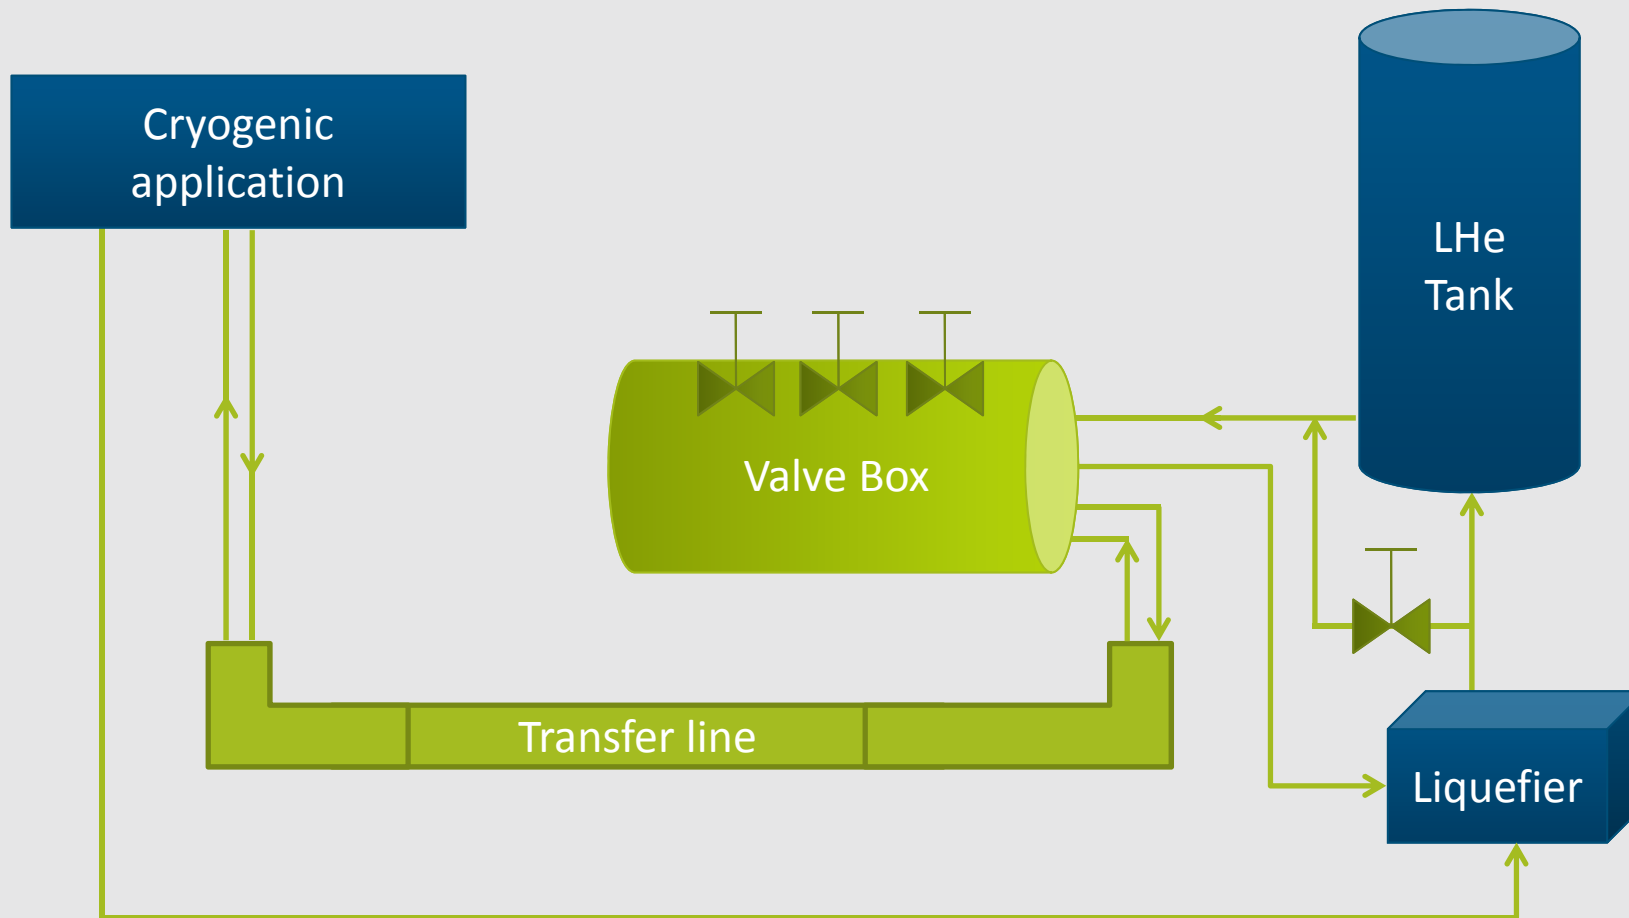 Cryogenic
application
LHe
Tank
Valve Box
Transfer line
Liquefier